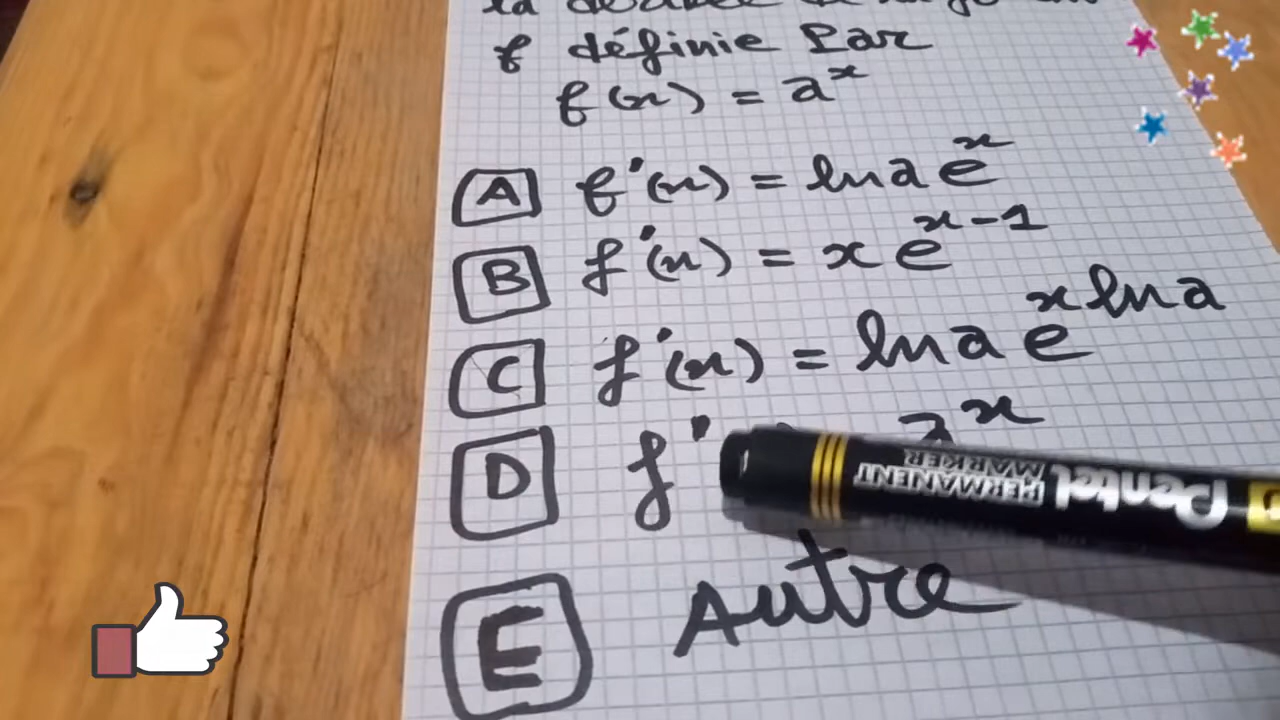 f définie Par
f(x) = a^x
A f'(x) = ln a e^x
B f'(x) = x e^{x-1}
C f'(x) = ln a e^{x ln a}
D f' a^x
Pentel PERMANENT MARKER
E Autre